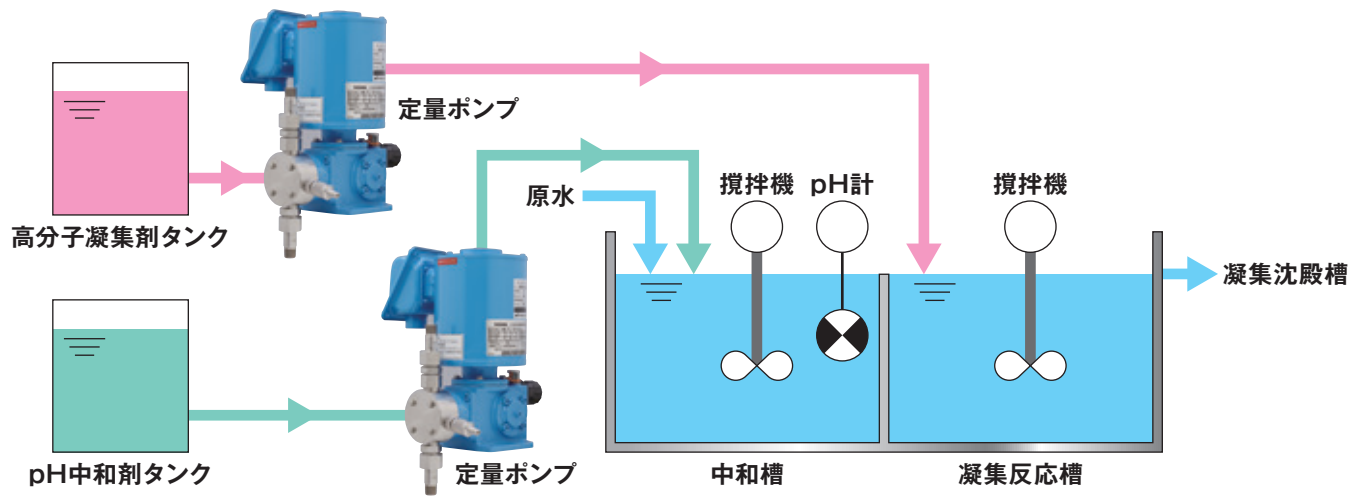 定量ポンプ
高分子凝集剤タンク
原水
撹拌機
pH計
撹拌機
凝集沈殿槽
pH中和剤タンク
定量ポンプ
中和槽
凝集反応槽